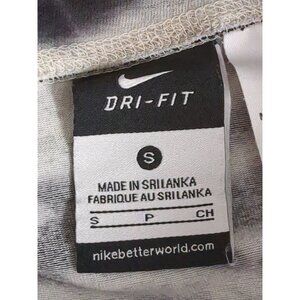 DRI-FIT
S
MADE IN SRI LANKA
FABRIQUE AU SRI LANKA
S P CH
nikebetterworld.com